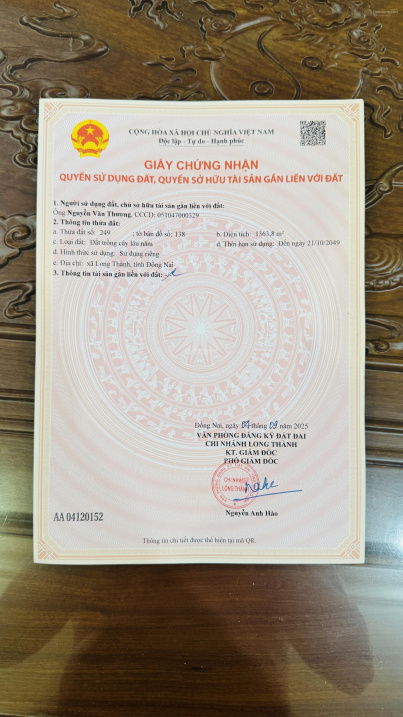 CỘNG HÒA XÃ HỘI CHỦ NGHĨA VIỆT NAM
Độc lập - Tự do - Hạnh phúc
GIẤY CHỨNG NHẬN
QUYỀN SỬ DỤNG ĐẤT, QUYỀN SỞ HỮU TÀI SẢN GẮN LIỀN VỚI ĐẤT
1. Người sử dụng đất, chủ sở hữu tài sản gắn liền với đất:
Ông Nguyễn Văn Thương, CCCD: 051047000329
2. Thông tin thửa đất:
a. Thửa đất số: 249 ; tờ bản đồ số: 138 b. Diện tích: 1363,8 m²
c. Loại đất: Đất trồng cây lâu năm d. Thời hạn sử dụng: Đến ngày 21/10/2049
đ. Hình thức sử dụng: Sử dụng riêng
e. Địa chỉ: xã Long Thành, tỉnh Đồng Nai
3. Thông tin tài sản gắn liền với đất: -/-
Đồng Nai, ngày 04 tháng 09 năm 2025
VĂN PHÒNG ĐĂNG KÝ ĐẤT ĐAI
CHI NHÁNH LONG THÀNH
KT. GIÁM ĐỐC
PHÓ GIÁM ĐỐC
CHI NHÁNH
LONG THÀNH
Nguyễn Anh Hào
AA 04120152
Thông tin chi tiết được thể hiện tại mã QR.